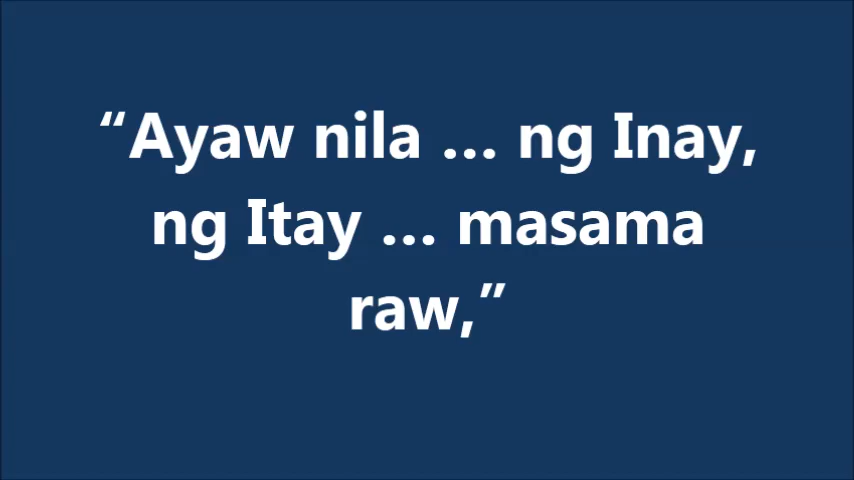 “Ayaw nila … ng Inay,
ng Itay … masama
raw,”